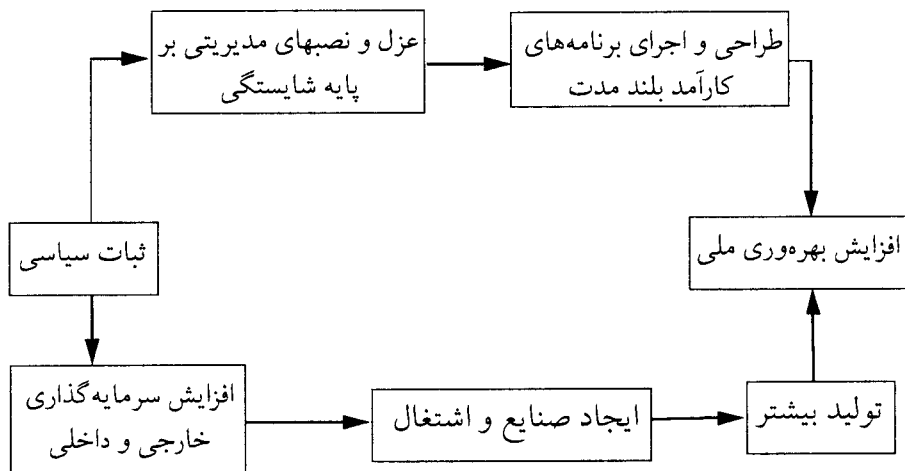 عزل و نصبهای مدیریتی بر
پایه شایستگی
طراحی و اجرای برنامه‌های
کارآمد بلند مدت
ثبات سیاسی
افزایش بهره‌وری ملی
افزایش سرمایه‌گذاری
خارجی و داخلی
ایجاد صنایع و اشتغال
تولید بیشتر